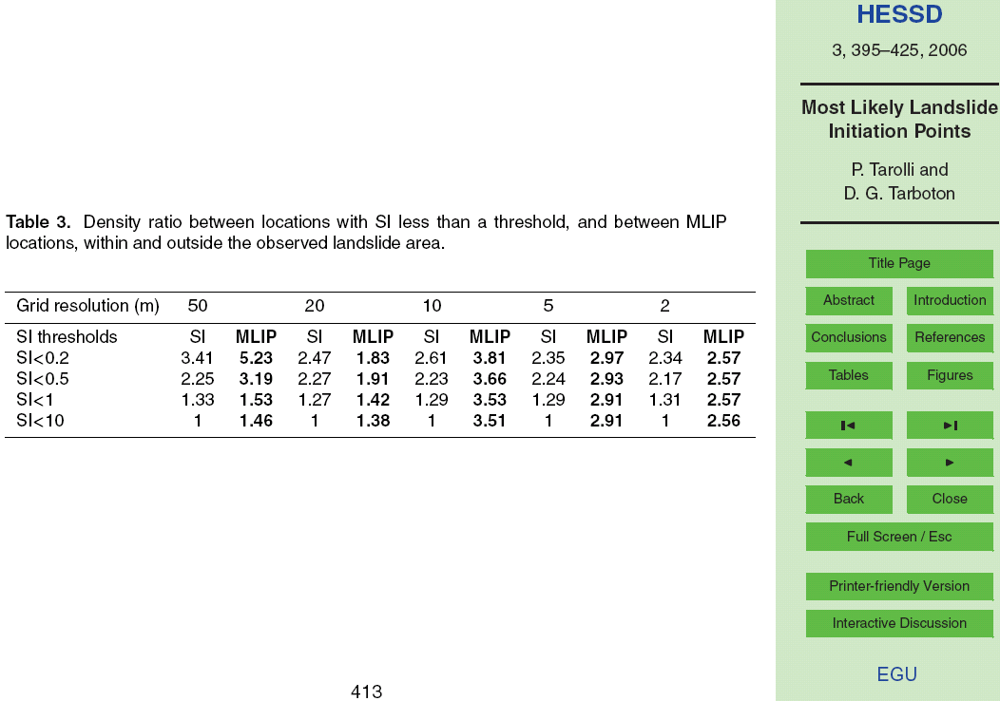 Table 3. Density ratio between locations with SI less than a threshold, and between MLIP
locations, within and outside the observed landslide area.
Grid resolution (m) 50 20 10 5 2
SI thresholds SI MLIP SI MLIP SI MLIP SI MLIP SI MLIP
SI<0.2 3.41 5.23 2.47 1.83 2.61 3.81 2.35 2.97 2.34 2.57
SI<0.5 2.25 3.19 2.27 1.91 2.23 3.66 2.24 2.93 2.17 2.57
SI<1 1.33 1.53 1.27 1.42 1.29 3.53 1.29 2.91 1.31 2.57
SI<10 1 1.46 1 1.38 1 3.51 1 2.91 1 2.56
413
HESSD
3, 395–425, 2006
Most Likely Landslide
Initiation Points
P. Tarolli and
D. G. Tarboton
Title Page
Abstract Introduction
Conclusions References
Tables Figures
Back Close
Full Screen / Esc
Printer-friendly Version
Interactive Discussion
EGU